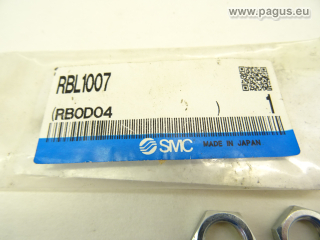 www.pagus.eu
RBL1007
(RB0D04 ) 1
SMC MADE IN JAPAN